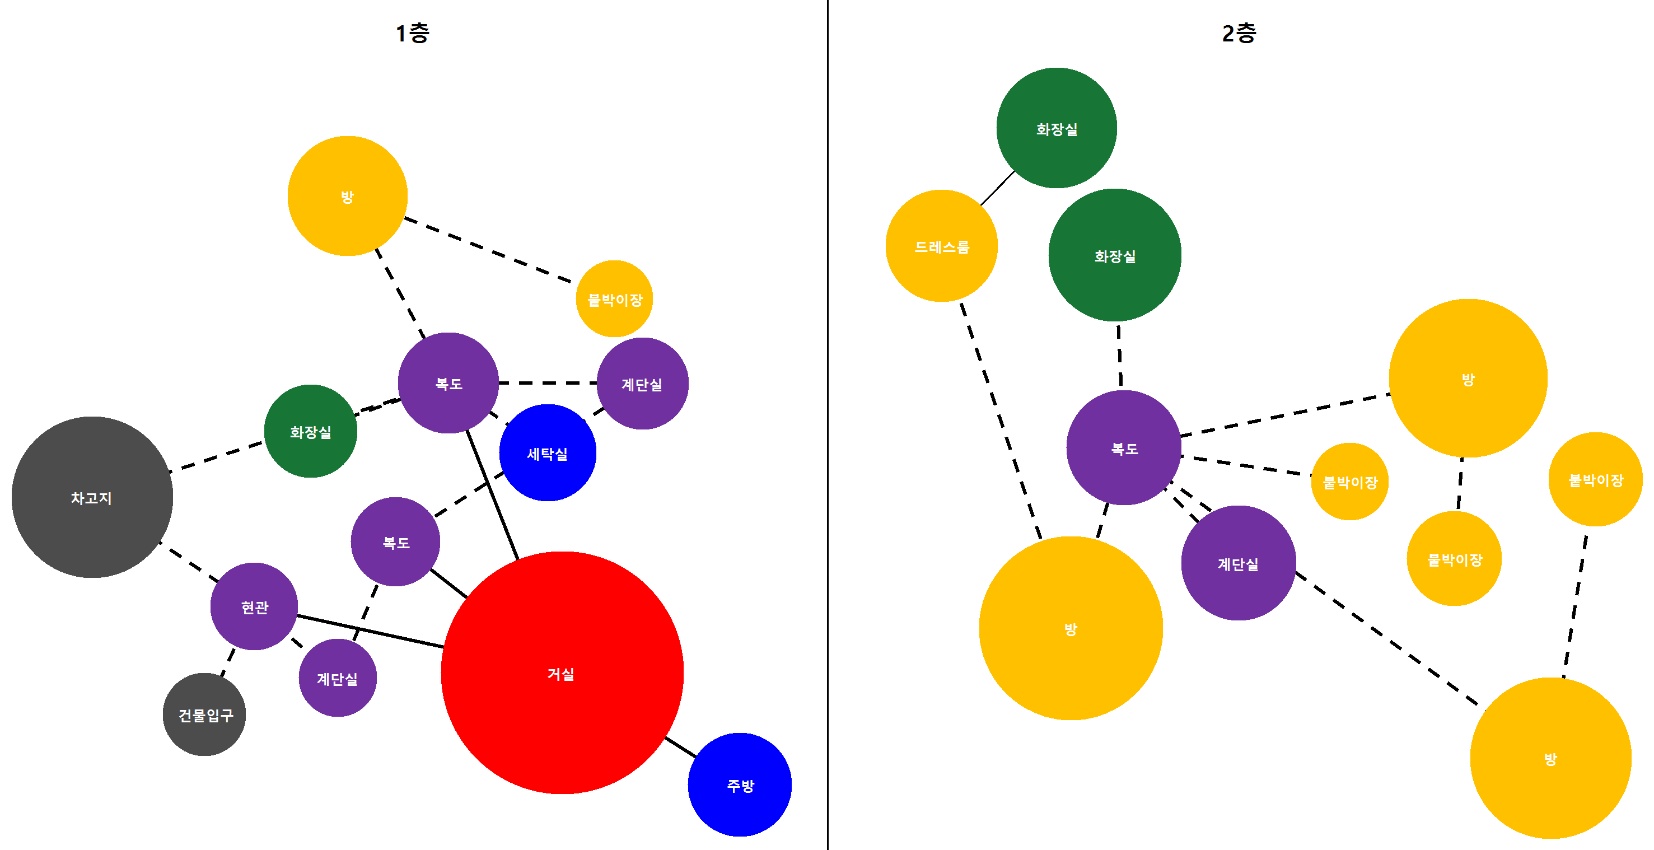 1층
방
붙박이장
복도
계단실
화장실
세탁실
차고지
복도
현관
계단실
거실
건물입구
주방
2층
화장실
드레스룸
화장실
방
복도
붙박이장
붙박이장
붙박이장
계단실
방
방